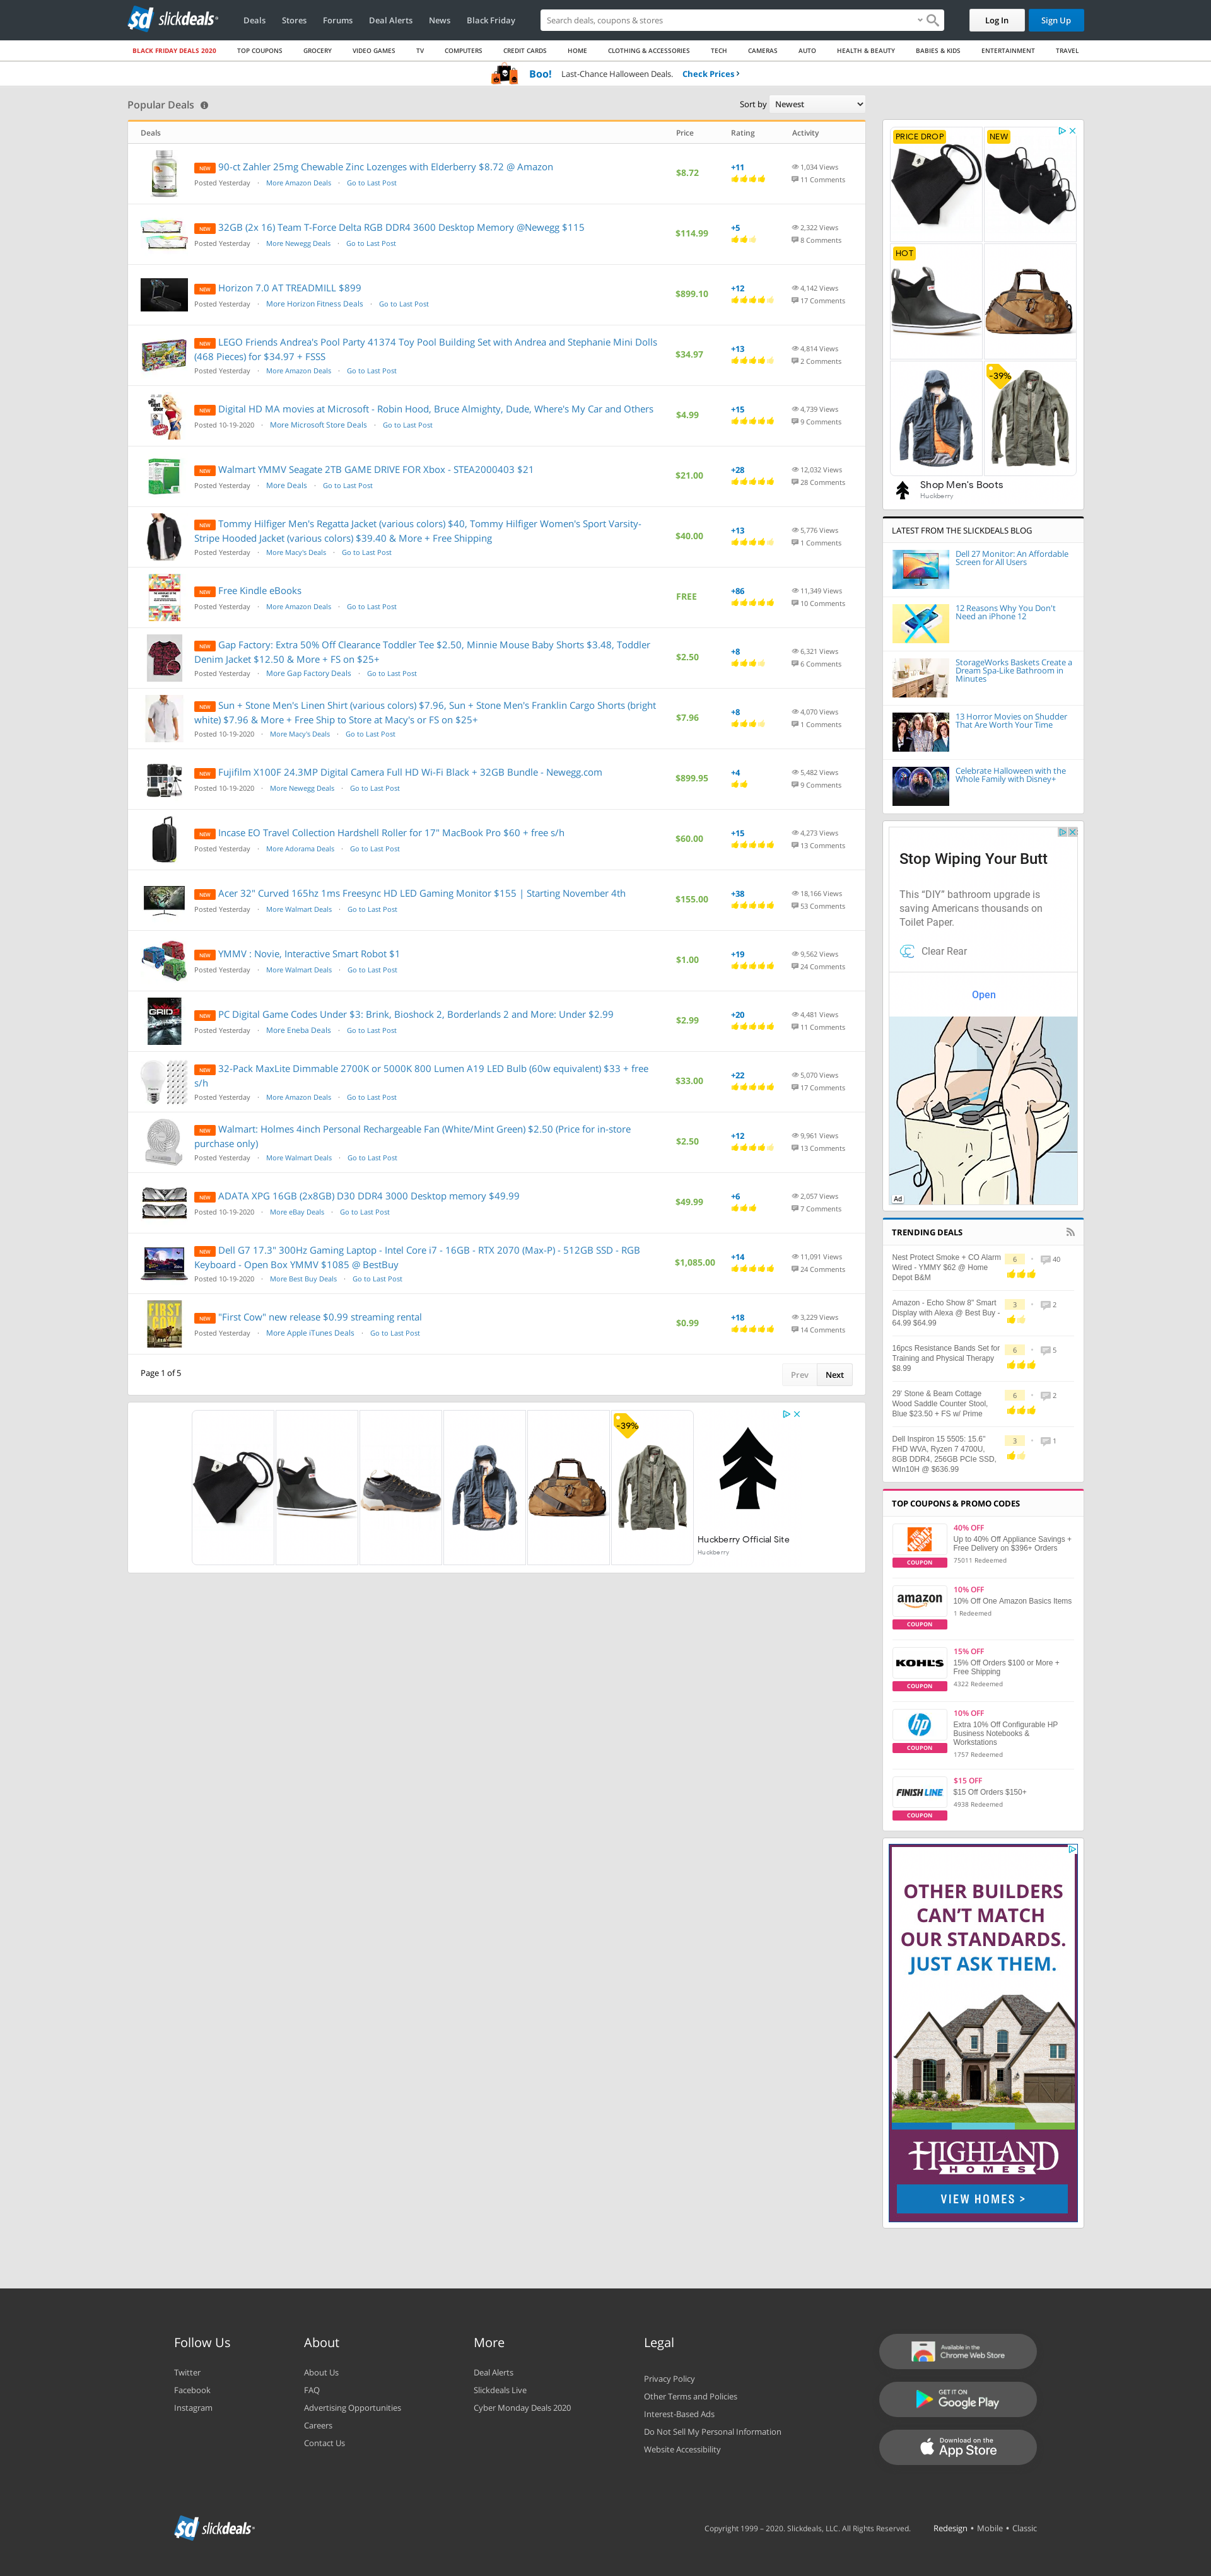 slickdeals
Deals Stores Forums Deal Alerts News Black Friday
Search deals, coupons & stores
Log In
Sign Up
BLACK FRIDAY DEALS 2020 TOP COUPONS GROCERY VIDEO GAMES TV COMPUTERS CREDIT CARDS HOME CLOTHING & ACCESSORIES TECH CAMERAS AUTO HEALTH & BEAUTY BABIES & KIDS ENTERTAINMENT TRAVEL
Boo! Last-Chance Halloween Deals. Check Prices ›
Popular Deals
Sort by Newest
Deals Price Rating Activity
NEW 90-ct Zahler 25mg Chewable Zinc Lozenges with Elderberry $8.72 @ Amazon
Posted Yesterday • More Amazon Deals • Go to Last Post
$8.72 +11 1,034 Views
11 Comments
NEW 32GB (2x 16) Team T-Force Delta RGB DDR4 3600 Desktop Memory @Newegg $115
Posted Yesterday • More Newegg Deals • Go to Last Post
$114.99 +5 2,322 Views
8 Comments
NEW Horizon 7.0 AT TREADMILL $899
Posted Yesterday • More Horizon Fitness Deals • Go to Last Post
$899.10 +12 4,142 Views
17 Comments
NEW LEGO Friends Andrea's Pool Party 41374 Toy Pool Building Set with Andrea and Stephanie Mini Dolls
(468 Pieces) for $34.97 + FSSS
Posted Yesterday • More Amazon Deals • Go to Last Post
$34.97 +13 4,814 Views
2 Comments
NEW Digital HD MA movies at Microsoft - Robin Hood, Bruce Almighty, Dude, Where's My Car and Others
Posted 10-19-2020 • More Microsoft Store Deals • Go to Last Post
$4.99 +15 4,739 Views
9 Comments
NEW Walmart YMMV Seagate 2TB GAME DRIVE FOR Xbox - STEA2000403 $21
Posted Yesterday • More Deals • Go to Last Post
$21.00 +28 12,032 Views
28 Comments
NEW Tommy Hilfiger Men's Regatta Jacket (various colors) $40, Tommy Hilfiger Women's Sport Varsity-
Stripe Hooded Jacket (various colors) $39.40 & More + Free Shipping
Posted Yesterday • More Macy's Deals • Go to Last Post
$40.00 +13 5,776 Views
1 Comments
NEW Free Kindle eBooks
Posted Yesterday • More Amazon Deals • Go to Last Post
FREE +86 11,349 Views
10 Comments
NEW Gap Factory: Extra 50% Off Clearance Toddler Tee $2.50, Minnie Mouse Baby Shorts $3.48, Toddler
Denim Jacket $12.50 & More + FS on $25+
Posted Yesterday • More Gap Factory Deals • Go to Last Post
$2.50 +8 6,321 Views
6 Comments
NEW Sun + Stone Men's Linen Shirt (various colors) $7.96, Sun + Stone Men's Franklin Cargo Shorts (bright
white) $7.96 & More + Free Ship to Store at Macy's or FS on $25+
Posted 10-19-2020 • More Macy's Deals • Go to Last Post
$7.96 +8 4,070 Views
1 Comments
NEW Fujifilm X100F 24.3MP Digital Camera Full HD Wi-Fi Black + 32GB Bundle - Newegg.com
Posted 10-19-2020 • More Newegg Deals • Go to Last Post
$899.95 +4 5,482 Views
9 Comments
NEW Incase EO Travel Collection Hardshell Roller for 17" MacBook Pro $60 + free s/h
Posted Yesterday • More Adorama Deals • Go to Last Post
$60.00 +15 4,273 Views
13 Comments
NEW Acer 32" Curved 165hz 1ms Freesync HD LED Gaming Monitor $155 | Starting November 4th
Posted Yesterday • More Walmart Deals • Go to Last Post
$155.00 +38 18,166 Views
53 Comments
NEW YMMV : Novie, Interactive Smart Robot $1
Posted Yesterday • More Walmart Deals • Go to Last Post
$1.00 +19 9,562 Views
24 Comments
NEW PC Digital Game Codes Under $3: Brink, Bioshock 2, Borderlands 2 and More: Under $2.99
Posted Yesterday • More Eneba Deals • Go to Last Post
$2.99 +20 4,481 Views
11 Comments
NEW 32-Pack MaxLite Dimmable 2700K or 5000K 800 Lumen A19 LED Bulb (60w equivalent) $33 + free
s/h
Posted Yesterday • More Amazon Deals • Go to Last Post
$33.00 +22 5,070 Views
17 Comments
NEW Walmart: Holmes 4inch Personal Rechargeable Fan (White/Mint Green) $2.50 (Price for in-store
purchase only)
Posted Yesterday • More Walmart Deals • Go to Last Post
$2.50 +12 9,961 Views
13 Comments
NEW ADATA XPG 16GB (2x8GB) D30 DDR4 3000 Desktop memory $49.99
Posted 10-19-2020 • More eBay Deals • Go to Last Post
$49.99 +6 2,057 Views
7 Comments
NEW Dell G7 17.3" 300Hz Gaming Laptop - Intel Core i7 - 16GB - RTX 2070 (Max-P) - 512GB SSD - RGB
Keyboard - Open Box YMMV $1085 @ BestBuy
Posted 10-19-2020 • More Best Buy Deals • Go to Last Post
$1,085.00 +14 11,091 Views
24 Comments
NEW "First Cow" new release $0.99 streaming rental
Posted Yesterday • More Apple iTunes Deals • Go to Last Post
$0.99 +18 3,229 Views
14 Comments
GRID
FIRST COW
Page 1 of 5
Prev Next
-39%
Huckberry Official Site
Huckberry
PRICE DROP
NEW
HOT
-39%
Shop Men's Boots
Huckberry
LATEST FROM THE SLICKDEALS BLOG
Dell 27 Monitor: An Affordable
Screen for All Users
12 Reasons Why You Don't
Need an iPhone 12
StorageWorks Baskets Create a
Dream Spa-Like Bathroom in
Minutes
13 Horror Movies on Shudder
That Are Worth Your Time
Celebrate Halloween with the
Whole Family with Disney+
Stop Wiping Your Butt
This “DIY” bathroom upgrade is
saving Americans thousands on
Toilet Paper.
Clear Rear
Open
Ad
TRENDING DEALS
Nest Protect Smoke + CO Alarm
Wired - YMMY $62 @ Home
Depot B&M
6 • 40
Amazon - Echo Show 8" Smart
Display with Alexa @ Best Buy -
64.99 $64.99
3 • 2
16pcs Resistance Bands Set for
Training and Physical Therapy
$8.99
6 • 5
29' Stone & Beam Cottage
Wood Saddle Counter Stool,
Blue $23.50 + FS w/ Prime
6 • 2
Dell Inspiron 15 5505: 15.6"
FHD WVA, Ryzen 7 4700U,
8GB DDR4, 256GB PCIe SSD,
WIn10H @ $636.99
3 • 1
TOP COUPONS & PROMO CODES
40% OFF
Up to 40% Off Appliance Savings +
Free Delivery on $396+ Orders
75011 Redeemed
COUPON
amazon
10% OFF
10% Off One Amazon Basics Items
1 Redeemed
COUPON
KOHL'S
15% OFF
15% Off Orders $100 or More +
Free Shipping
4322 Redeemed
COUPON
hp
10% OFF
Extra 10% Off Configurable HP
Business Notebooks &
Workstations
1757 Redeemed
COUPON
FINISH LINE
$15 OFF
$15 Off Orders $150+
4938 Redeemed
COUPON
OTHER BUILDERS
CAN'T MATCH
OUR STANDARDS.
JUST ASK THEM.
HIGHLAND
HOMES
VIEW HOMES >
Follow Us
Twitter
Facebook
Instagram
About
About Us
FAQ
Advertising Opportunities
Careers
Contact Us
More
Deal Alerts
Slickdeals Live
Cyber Monday Deals 2020
Legal
Privacy Policy
Other Terms and Policies
Interest-Based Ads
Do Not Sell My Personal Information
Website Accessibility
Available in the
Chrome Web Store
GET IT ON
Google Play
Download on the
App Store
slickdeals
Copyright 1999 – 2020. Slickdeals, LLC. All Rights Reserved.
Redesign • Mobile • Classic